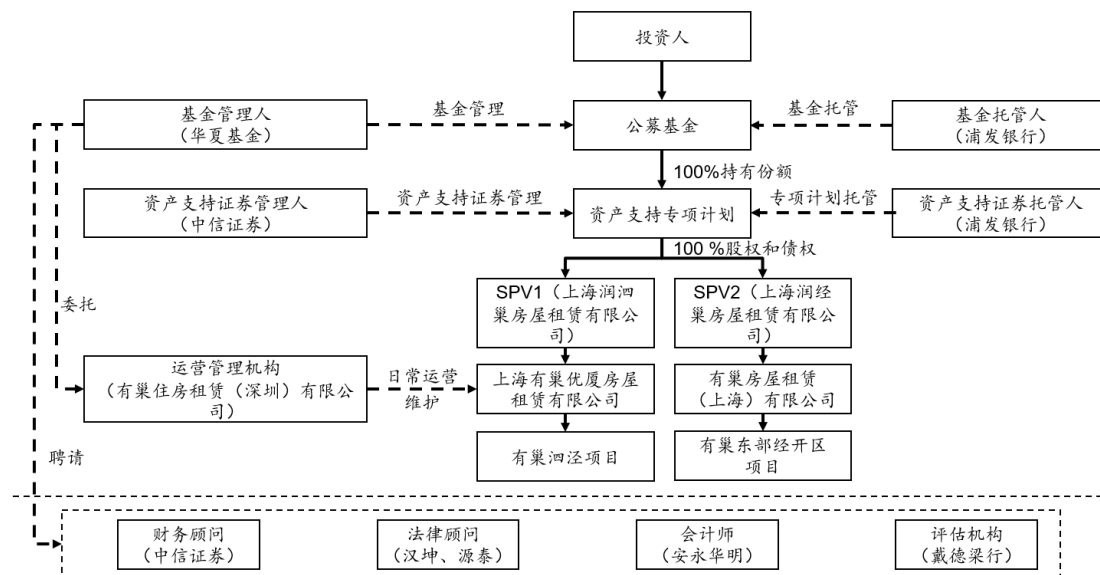 投资人
基金管理人
（华夏基金）
基金管理
公募基金
基金托管
基金托管人
（浦发银行）
100%持有份额
资产支持证券管理人
（中信证券）
资产支持证券管理
资产支持专项计划
专项计划托管
资产支持证券托管人
（浦发银行）
100 %股权和债权
SPV1（上海润泗
巢房屋租赁有限公
司）
SPV2（上海润经
巢房屋租赁有限公
司）
委托
运营管理机构
（有巢住房租赁（深圳）有限公
司）
日常运营
维护
上海有巢优厦房屋
租赁有限公司
有巢房屋租赁
（上海）有限公司
聘请
有巢泗泾项目
有巢东部经开区
项目
财务顾问
（中信证券）
法律顾问
（汉坤、源泰）
会计师
（安永华明）
评估机构
（戴德梁行）